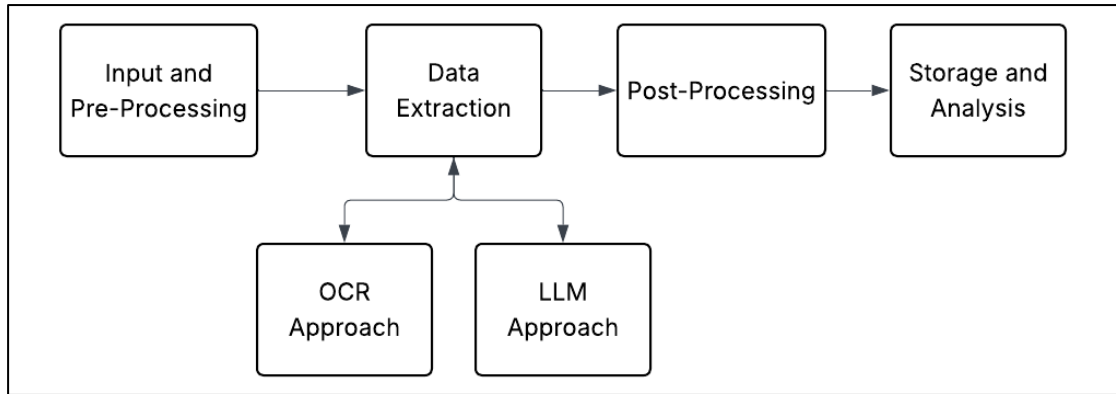 Input and
Pre-Processing
Data
Extraction
Post-Processing
Storage and
Analysis
OCR
Approach
LLM
Approach